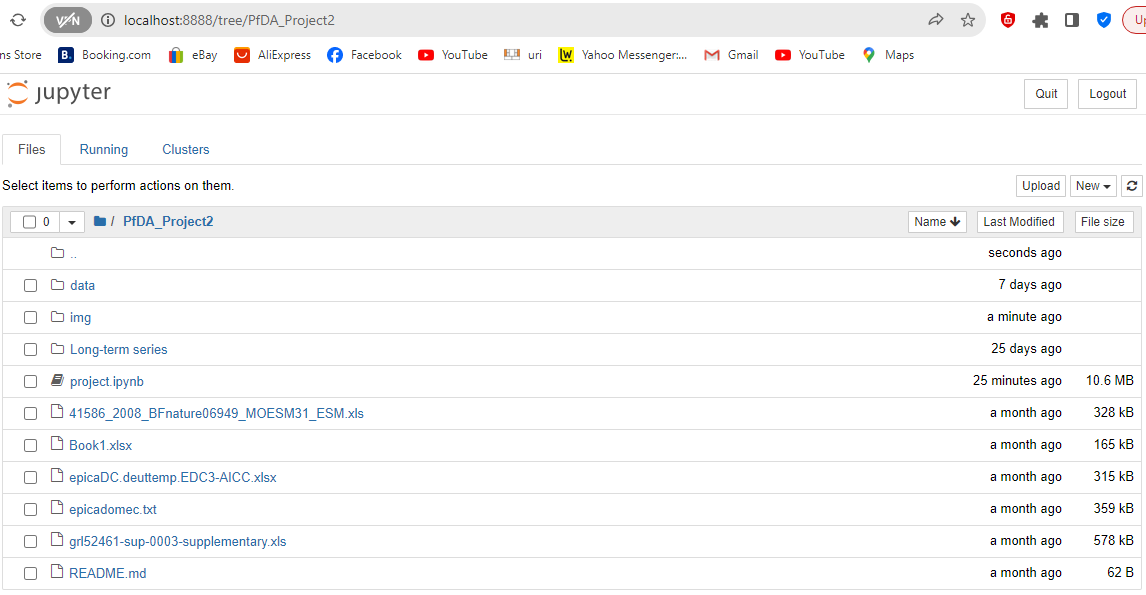 VPN localhost:8888/tree/PfDA_Project2
ns Store Booking.com eBay AliExpress Facebook YouTube uri Yahoo Messenger:... Gmail YouTube Maps
jupyter Quit Logout
Files Running Clusters
Select items to perform actions on them. Upload New
0 / PfDA_Project2 Name Last Modified File size
.. seconds ago
data 7 days ago
img a minute ago
Long-term series 25 days ago
project.ipynb 25 minutes ago 10.6 MB
41586_2008_BFnature06949_MOESM31_ESM.xls a month ago 328 kB
Book1.xlsx a month ago 165 kB
epicaDC.deuttemp.EDC3-AICC.xlsx a month ago 315 kB
epicadomec.txt a month ago 359 kB
grl52461-sup-0003-supplementary.xls a month ago 578 kB
README.md a month ago 62 B